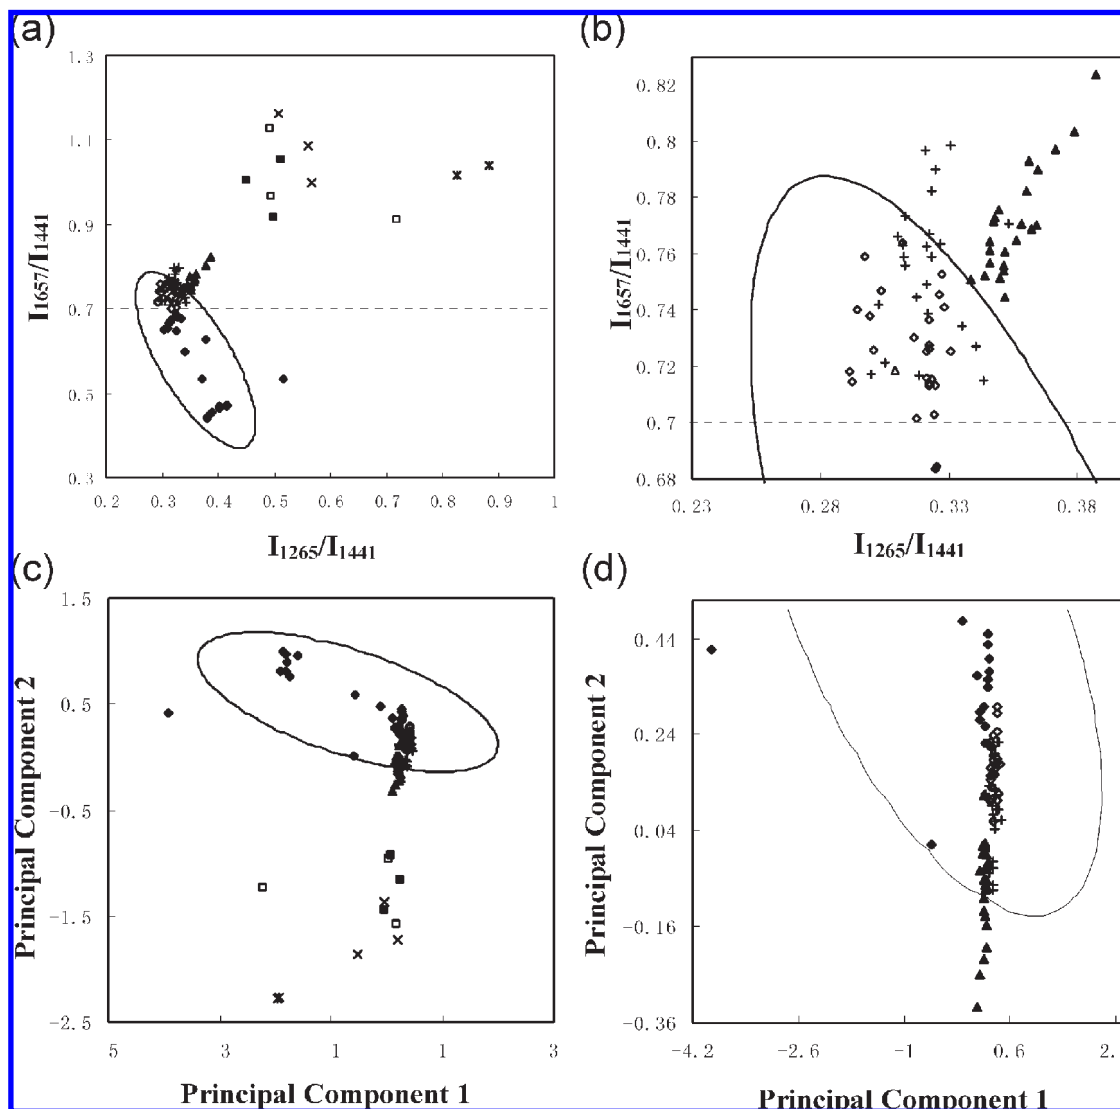 (a)
1.3
1.1
0.9
0.7
0.5
0.3
0.2 0.3 0.4 0.5 0.6 0.7 0.8 0.9 1
I1657/I1441
I1265/I1441
(b)
0.82
0.8
0.78
0.76
0.74
0.72
0.7
0.68
0.23 0.28 0.33 0.38
I1657/I1441
I1265/I1441
(c)
1.5
0.5
-0.5
-1.5
-2.5
5 3 1 1 3
Principal Component 2
Principal Component 1
(d)
0.44
0.24
0.04
-0.16
-0.36
-4.2 -2.6 -1 0.6 2.
Principal Component 2
Principal Component 1